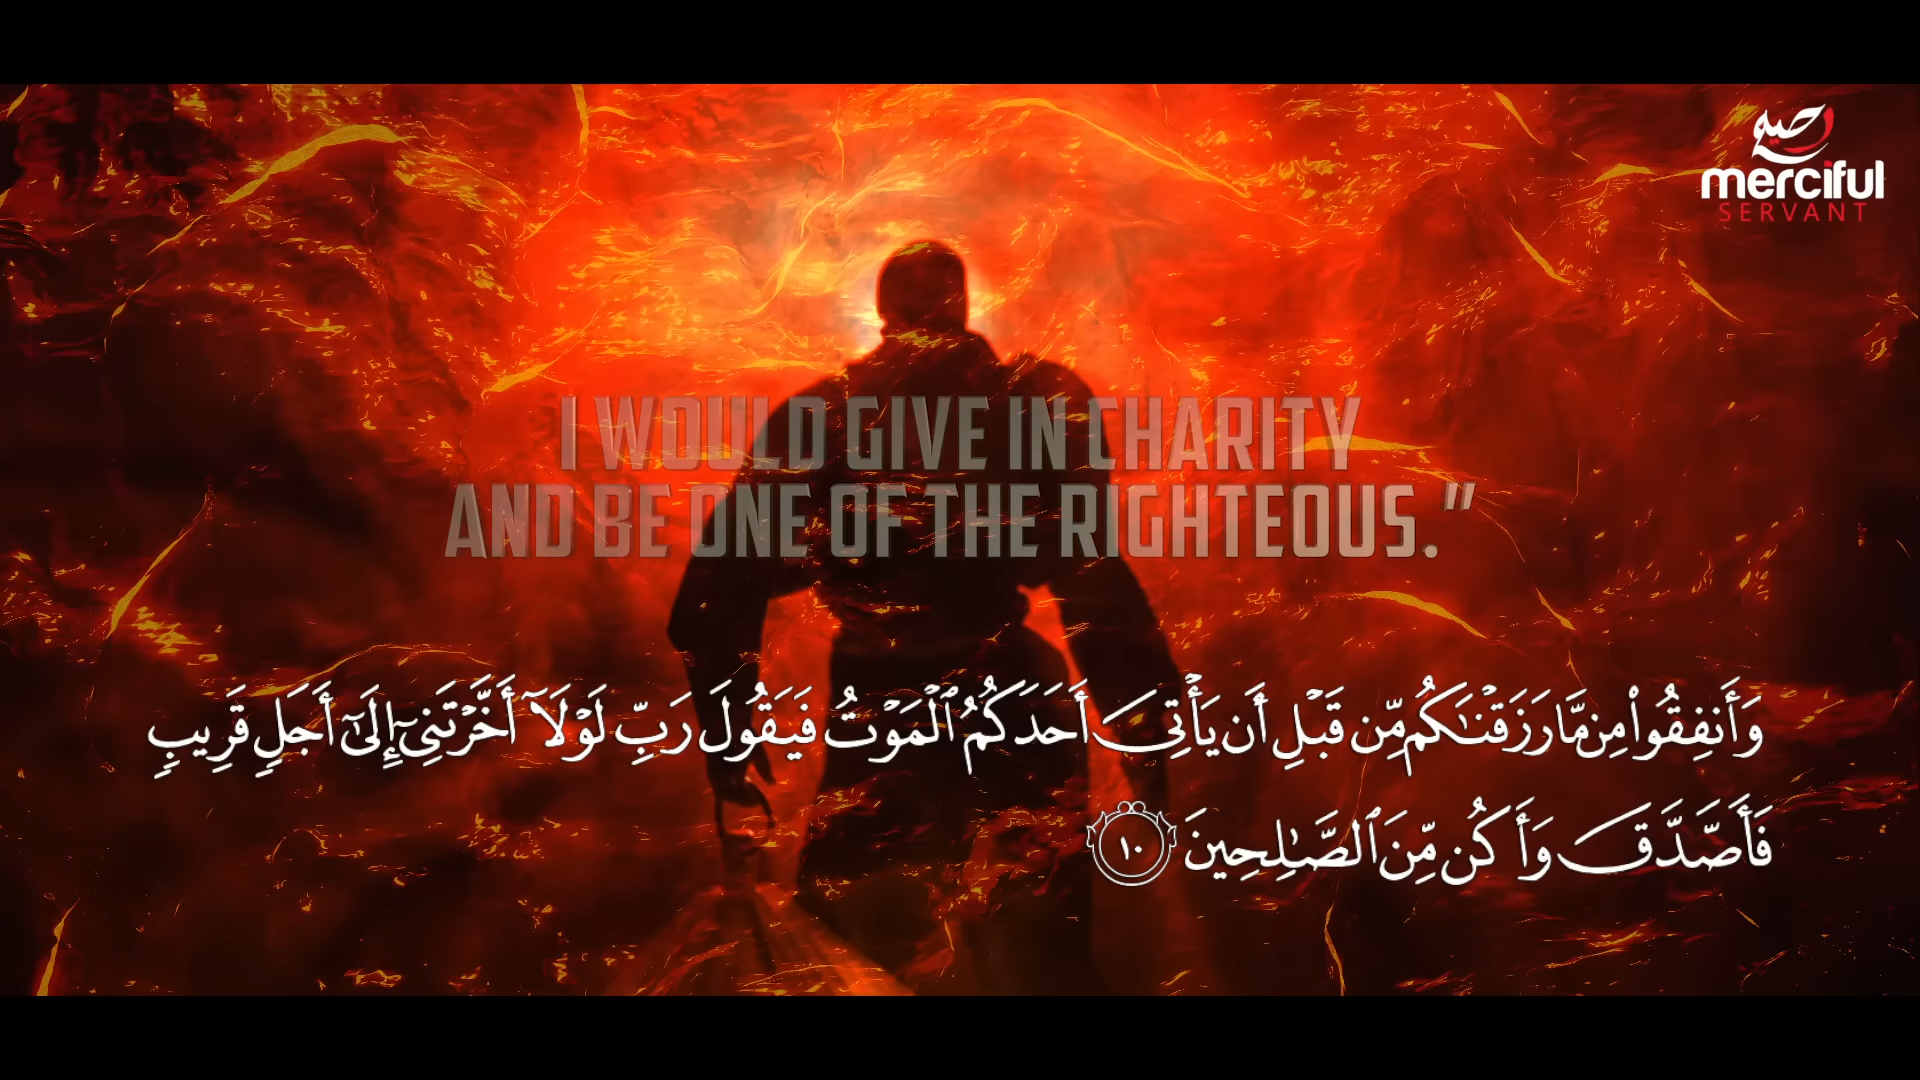 رحيم
merciful
SERVANT
I WOULD GIVE IN CHARITY
AND BE ONE OF THE RIGHTEOUS."
وَأَنفِقُوا۟ مِن مَّا رَزَقْنَـٰكُم مِّن قَبْلِ أَن يَأْتِىَ أَحَدَكُمُ ٱلْمَوْتُ فَيَقُولَ رَبِّ لَوْلَآ أَخَّرْتَنِىٓ إِلَىٰٓ أَجَلٍ قَرِيبٍ
فَأَصَّدَّقَ وَأَكُن مِّنَ ٱلصَّـٰلِحِينَ ١٠